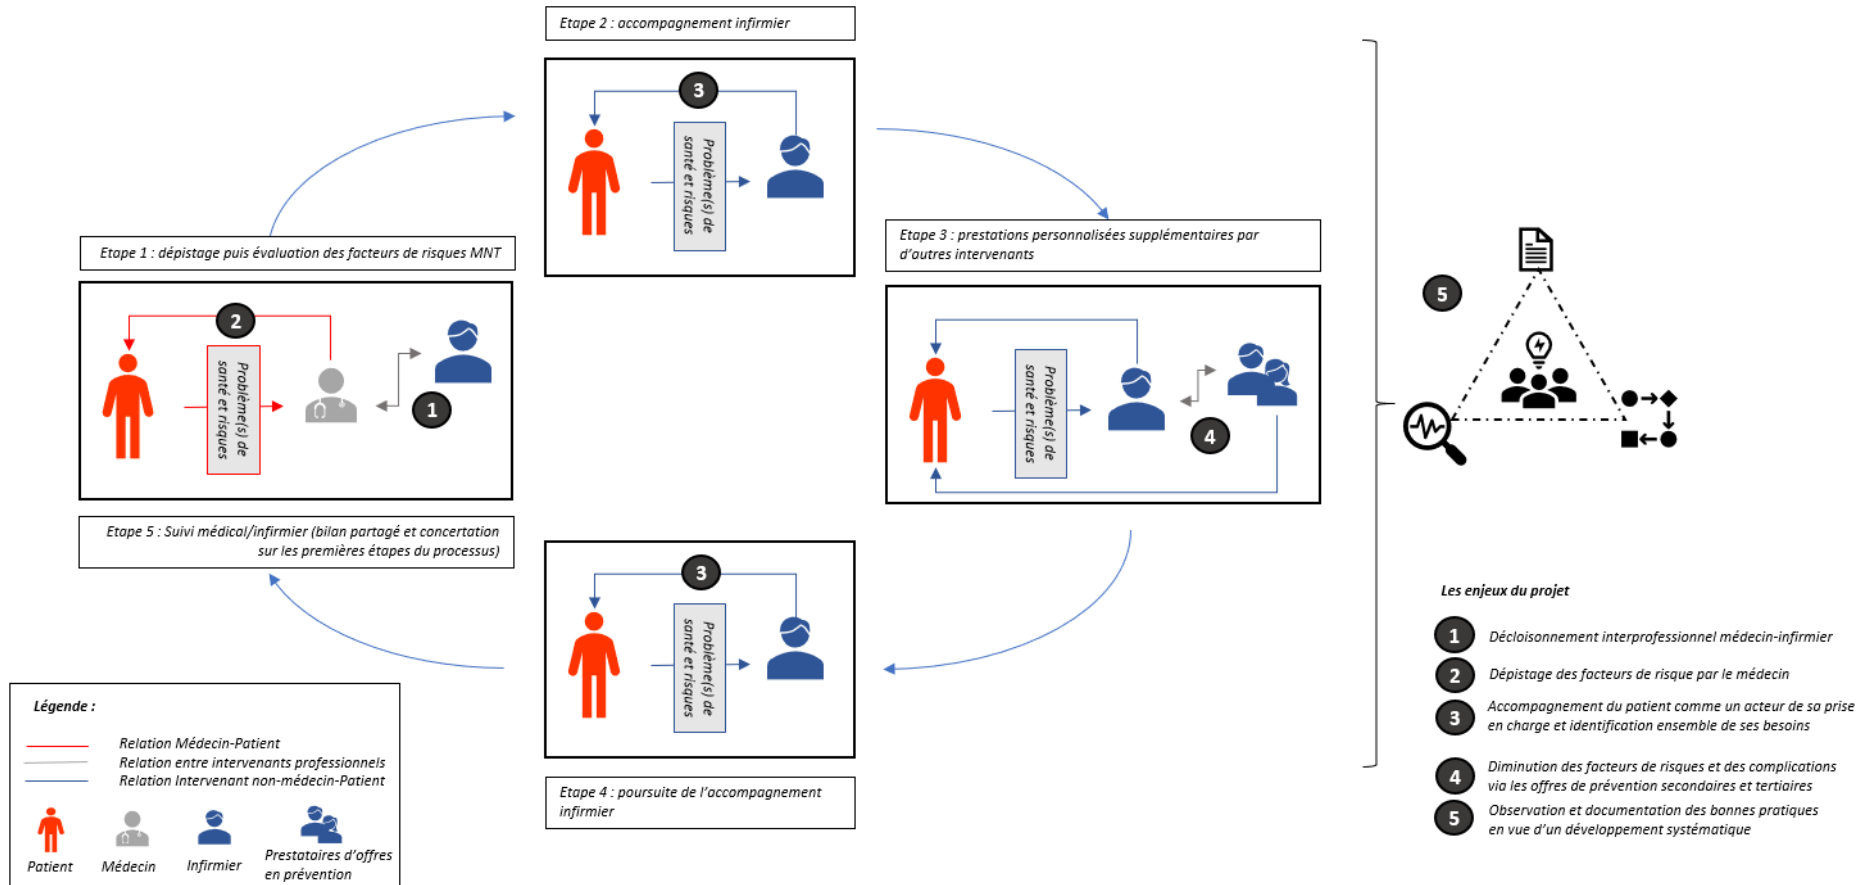 Etape 2 : accompagnement infirmier
3
Problème(s) de
santé et risques
Etape 1 : dépistage puis évaluation des facteurs de risques MNT
2
Problème(s) de
santé et risques
1
Etape 3 : prestations personnalisées supplémentaires par
d'autres intervenants
Problème(s) de
santé et risques
4
5
Etape 5 : Suivi médical/infirmier (bilan partagé et concertation
sur les premières étapes du processus)
3
Problème(s) de
santé et risques
Etape 4 : poursuite de l'accompagnement
infirmier
Légende :
Relation Médecin-Patient
Relation entre intervenants professionnels
Relation Intervenant non-médecin-Patient
Patient
Médecin
Infirmier
Prestataires d'offres
en prévention
Les enjeux du projet
1 Décloisonnement interprofessionnel médecin-infirmier
2 Dépistage des facteurs de risque par le médecin
3 Accompagnement du patient comme un acteur de sa prise
en charge et identification ensemble de ses besoins
4 Diminution des facteurs de risques et des complications
via les offres de prévention secondaires et tertiaires
5 Observation et documentation des bonnes pratiques
en vue d'un développement systématique